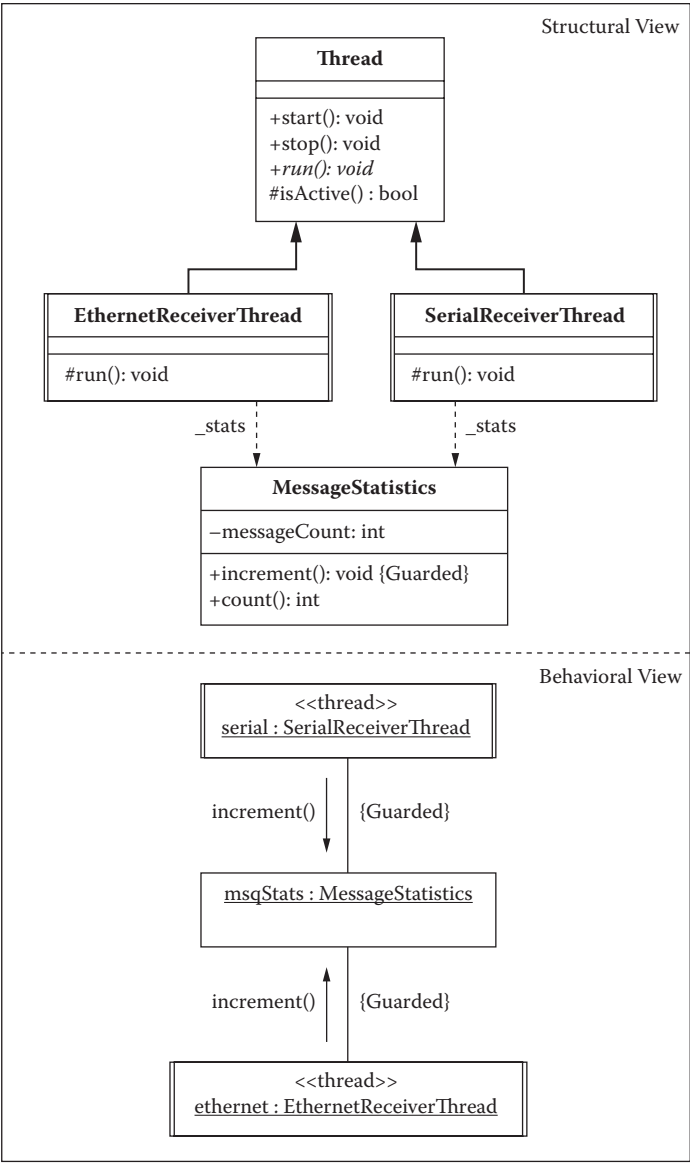 Structural View
Thread
+start(): void
+stop(): void
+run(): void
#isActive() : bool
EthernetReceiverThread
#run(): void
SerialReceiverThread
#run(): void
_stats
_stats
MessageStatistics
–messageCount: int
+increment(): void {Guarded}
+count(): int
Behavioral View
<<thread>>
serial : SerialReceiverThread
increment()
{Guarded}
msqStats : MessageStatistics
increment()
{Guarded}
<<thread>>
ethernet : EthernetReceiverThread